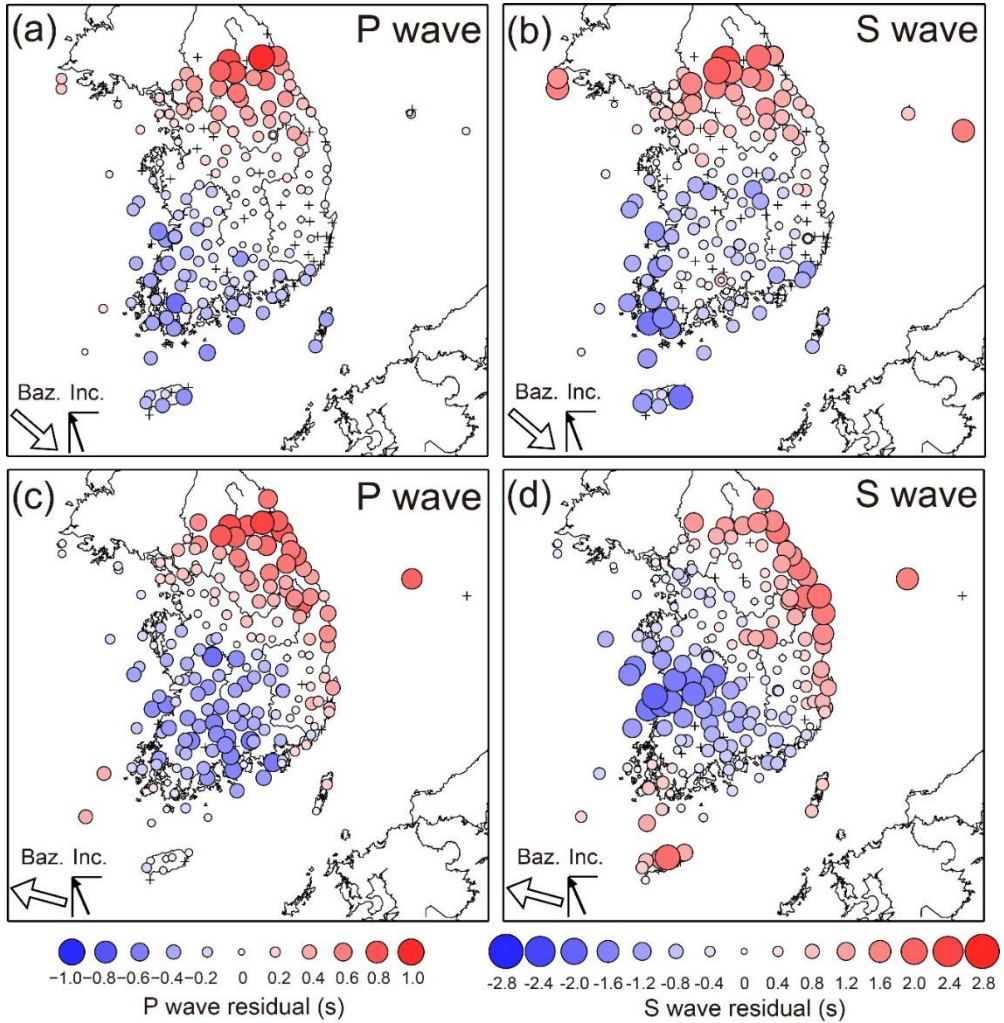 (a) P wave
Baz. Inc.
(b) S wave
Baz. Inc.
(c) P wave
Baz. Inc.
(d) S wave
Baz. Inc.
−1.0 −0.8 −0.6 −0.4 −0.2 0 0.2 0.4 0.6 0.8 1.0
P wave residual (s)
-2.8 -2.4 -2.0 -1.6 -1.2 -0.8 -0.4 0 0.4 0.8 1.2 1.6 2.0 2.4 2.8
S wave residual (s)